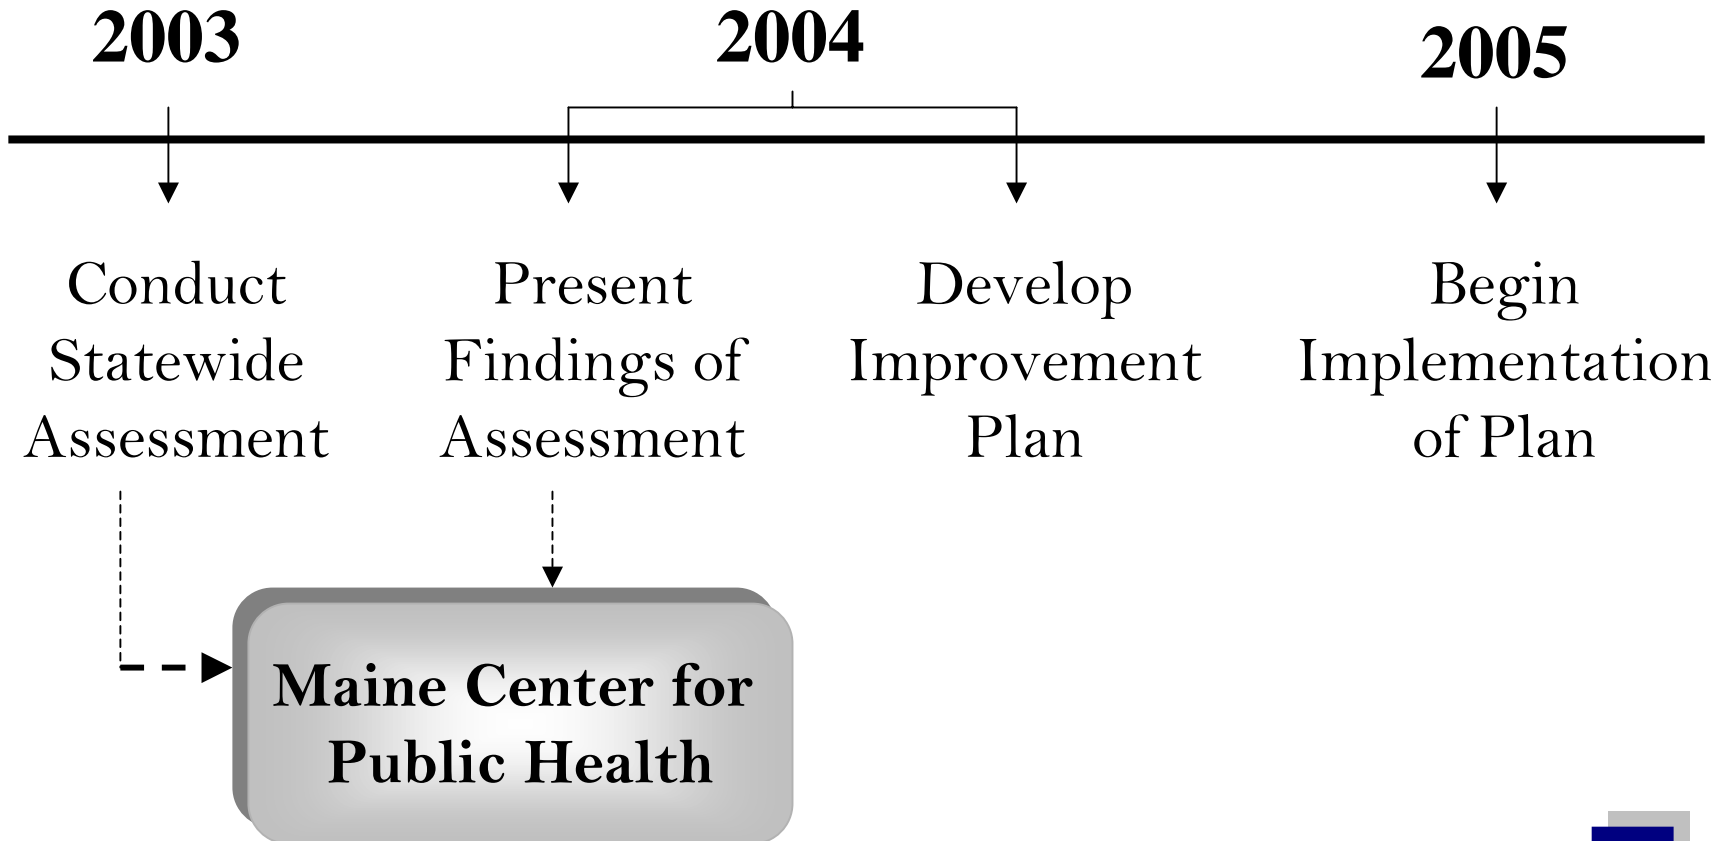 2003
2004
2005
Conduct
Statewide
Assessment
Present
Findings of
Assessment
Develop
Improvement
Plan
Begin
Implementation
of Plan
Maine Center for
Public Health